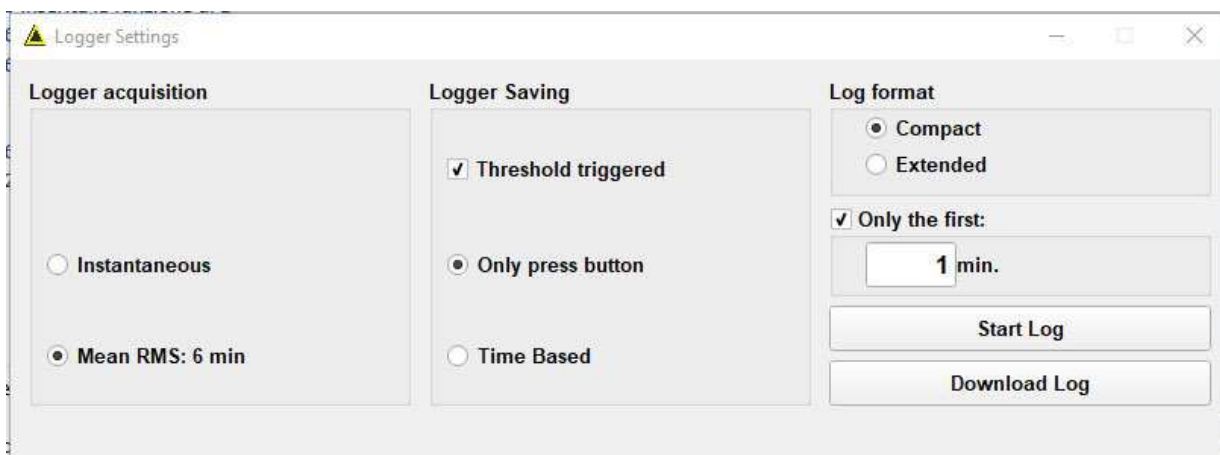 Logger Settings
Logger acquisition
Instantaneous
Mean RMS: 6 min
Logger Saving
Threshold triggered
Only press button
Time Based
Log format
Compact
Extended
Only the first:
1 min.
Start Log
Download Log